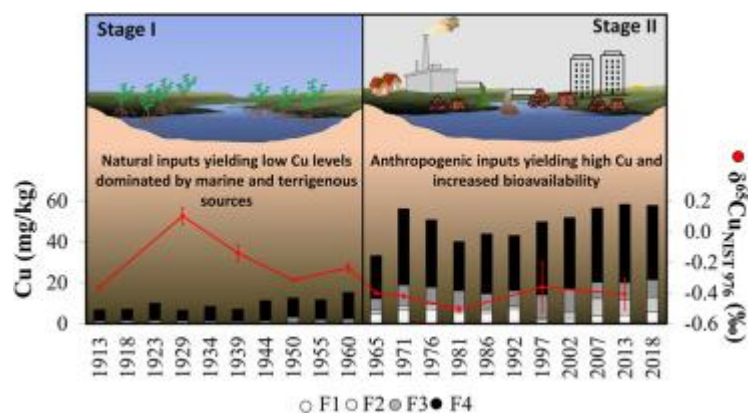 Stage I
Stage II
Natural inputs yielding low Cu levels
dominated by marine and terrigenous
sources
Anthropogenic inputs yielding high Cu and
increased bioavailability
Cu (mg/kg)
60
40
20
0
δ⁶⁵Cu NIST 976 (‰)
0.2
0.0
-0.2
-0.4
-0.6
1913 1918 1923 1929 1934 1939 1944 1950 1955 1960 1965 1971 1976 1981 1986 1992 1997 2002 2007 2013 2018
F1 F2 F3 F4